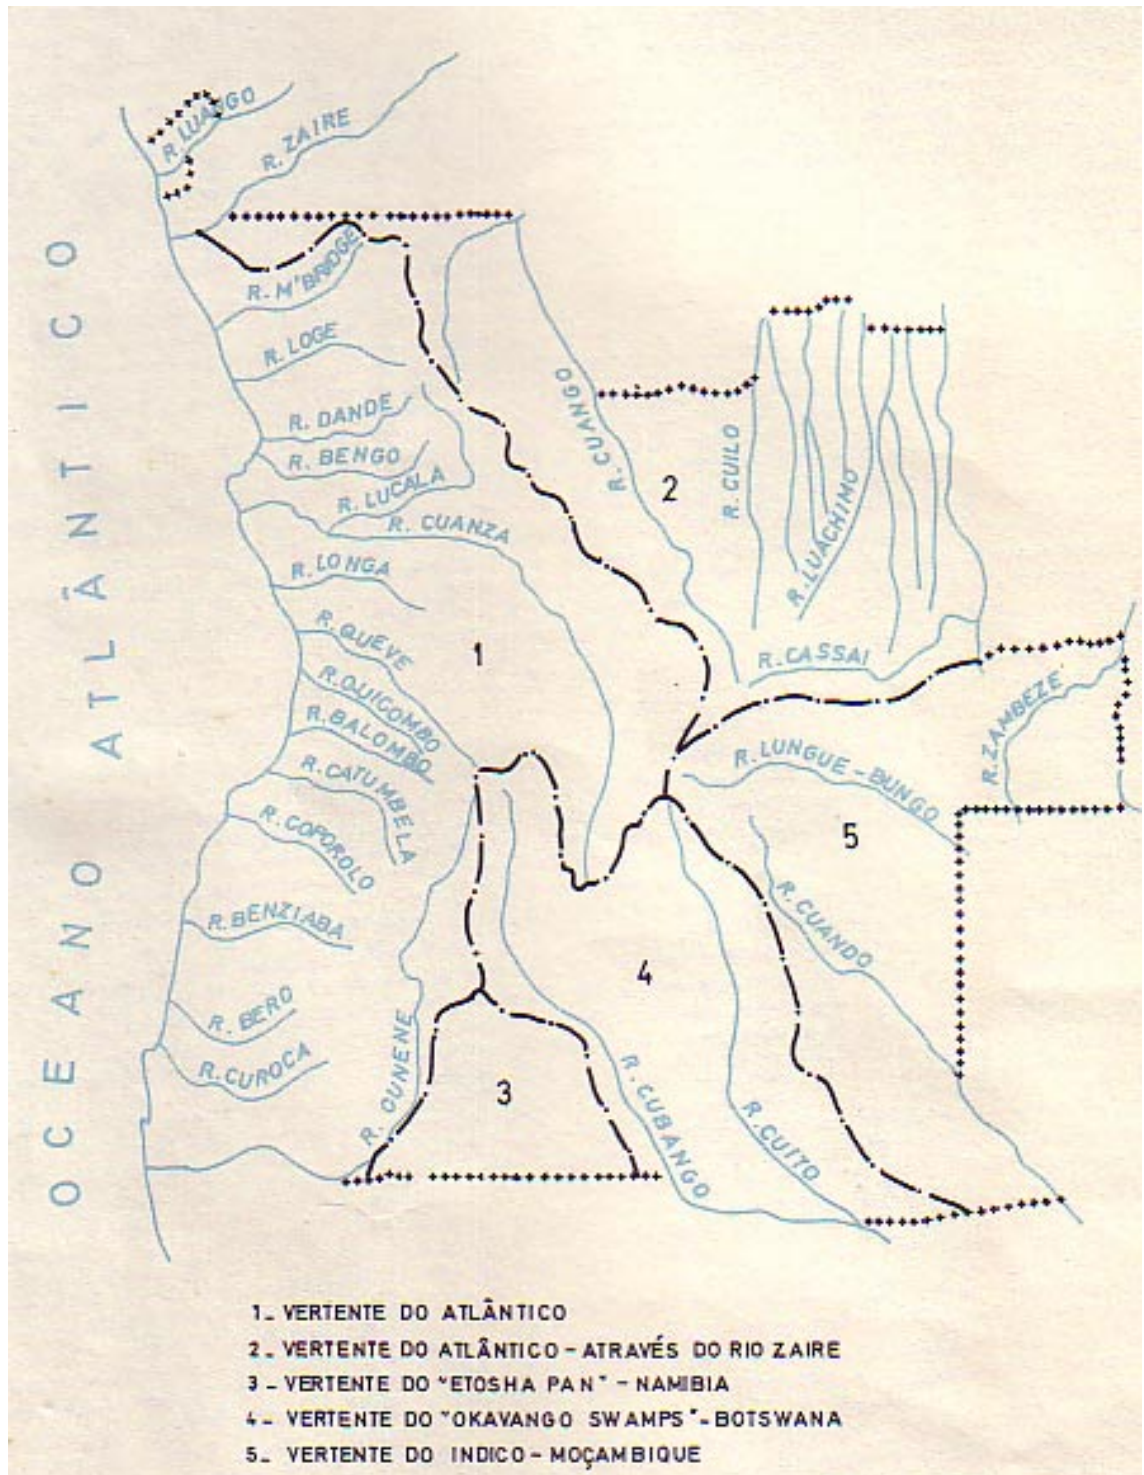 R. LUANGO
R. ZAIRE
OCEANO ATLÂNTICO
R. M'BRIDGE
R. LOGE
R. DANDE
R. BENGO
R. LUCALA
R. CUANZA
R. LONGA
R. QUEVE
R. QUICOMBO
R. BALOMBO
R. CATUMBELA
R. COPOROLO
R. BENZIABA
R. BERO
R. CUROCA
R. CUNENE
R. CUANGO
R. CUILO
R. LUACHIMO
R. CASSAI
R. ZAMBEZE
R. LUNGUE-BUNGO
R. CUANDO
R. CUBANGO
R. CUITO
1
2
3
4
5
1_ VERTENTE DO ATLÂNTICO
2_ VERTENTE DO ATLÂNTICO - ATRAVÉS DO RIO ZAIRE
3_ VERTENTE DO "ETOSHA PAN" - NAMIBIA
4_ VERTENTE DO "OKAVANGO SWAMPS" - BOTSWANA
5_ VERTENTE DO INDICO - MOÇAMBIQUE